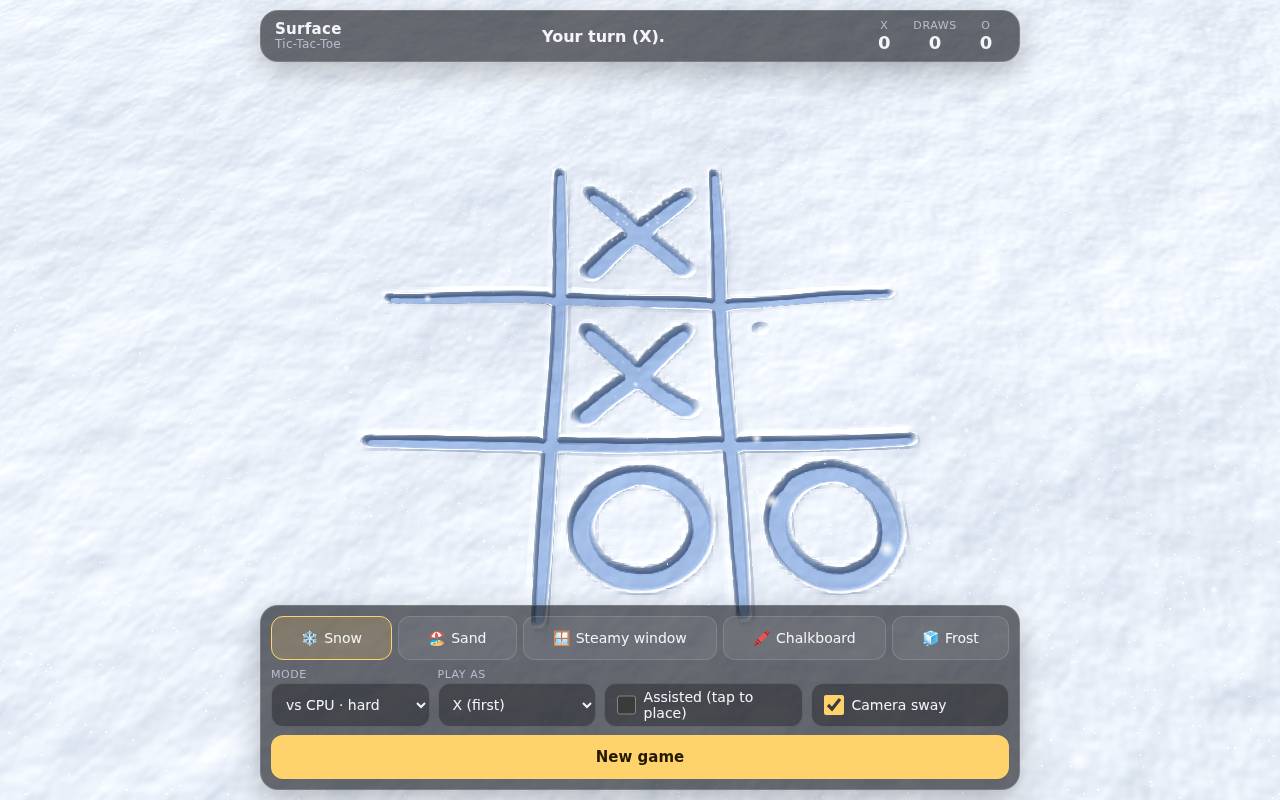 Surface
Tic-Tac-Toe
Your turn (X).
X DRAWS O
0 0 0
X
X
O O
❄️ Snow 🏖️ Sand 🪟 Steamy window 🖍️ Chalkboard 🧊 Frost
MODE PLAY AS
vs CPU · hard X (first) Assisted (tap to place) Camera sway
New game